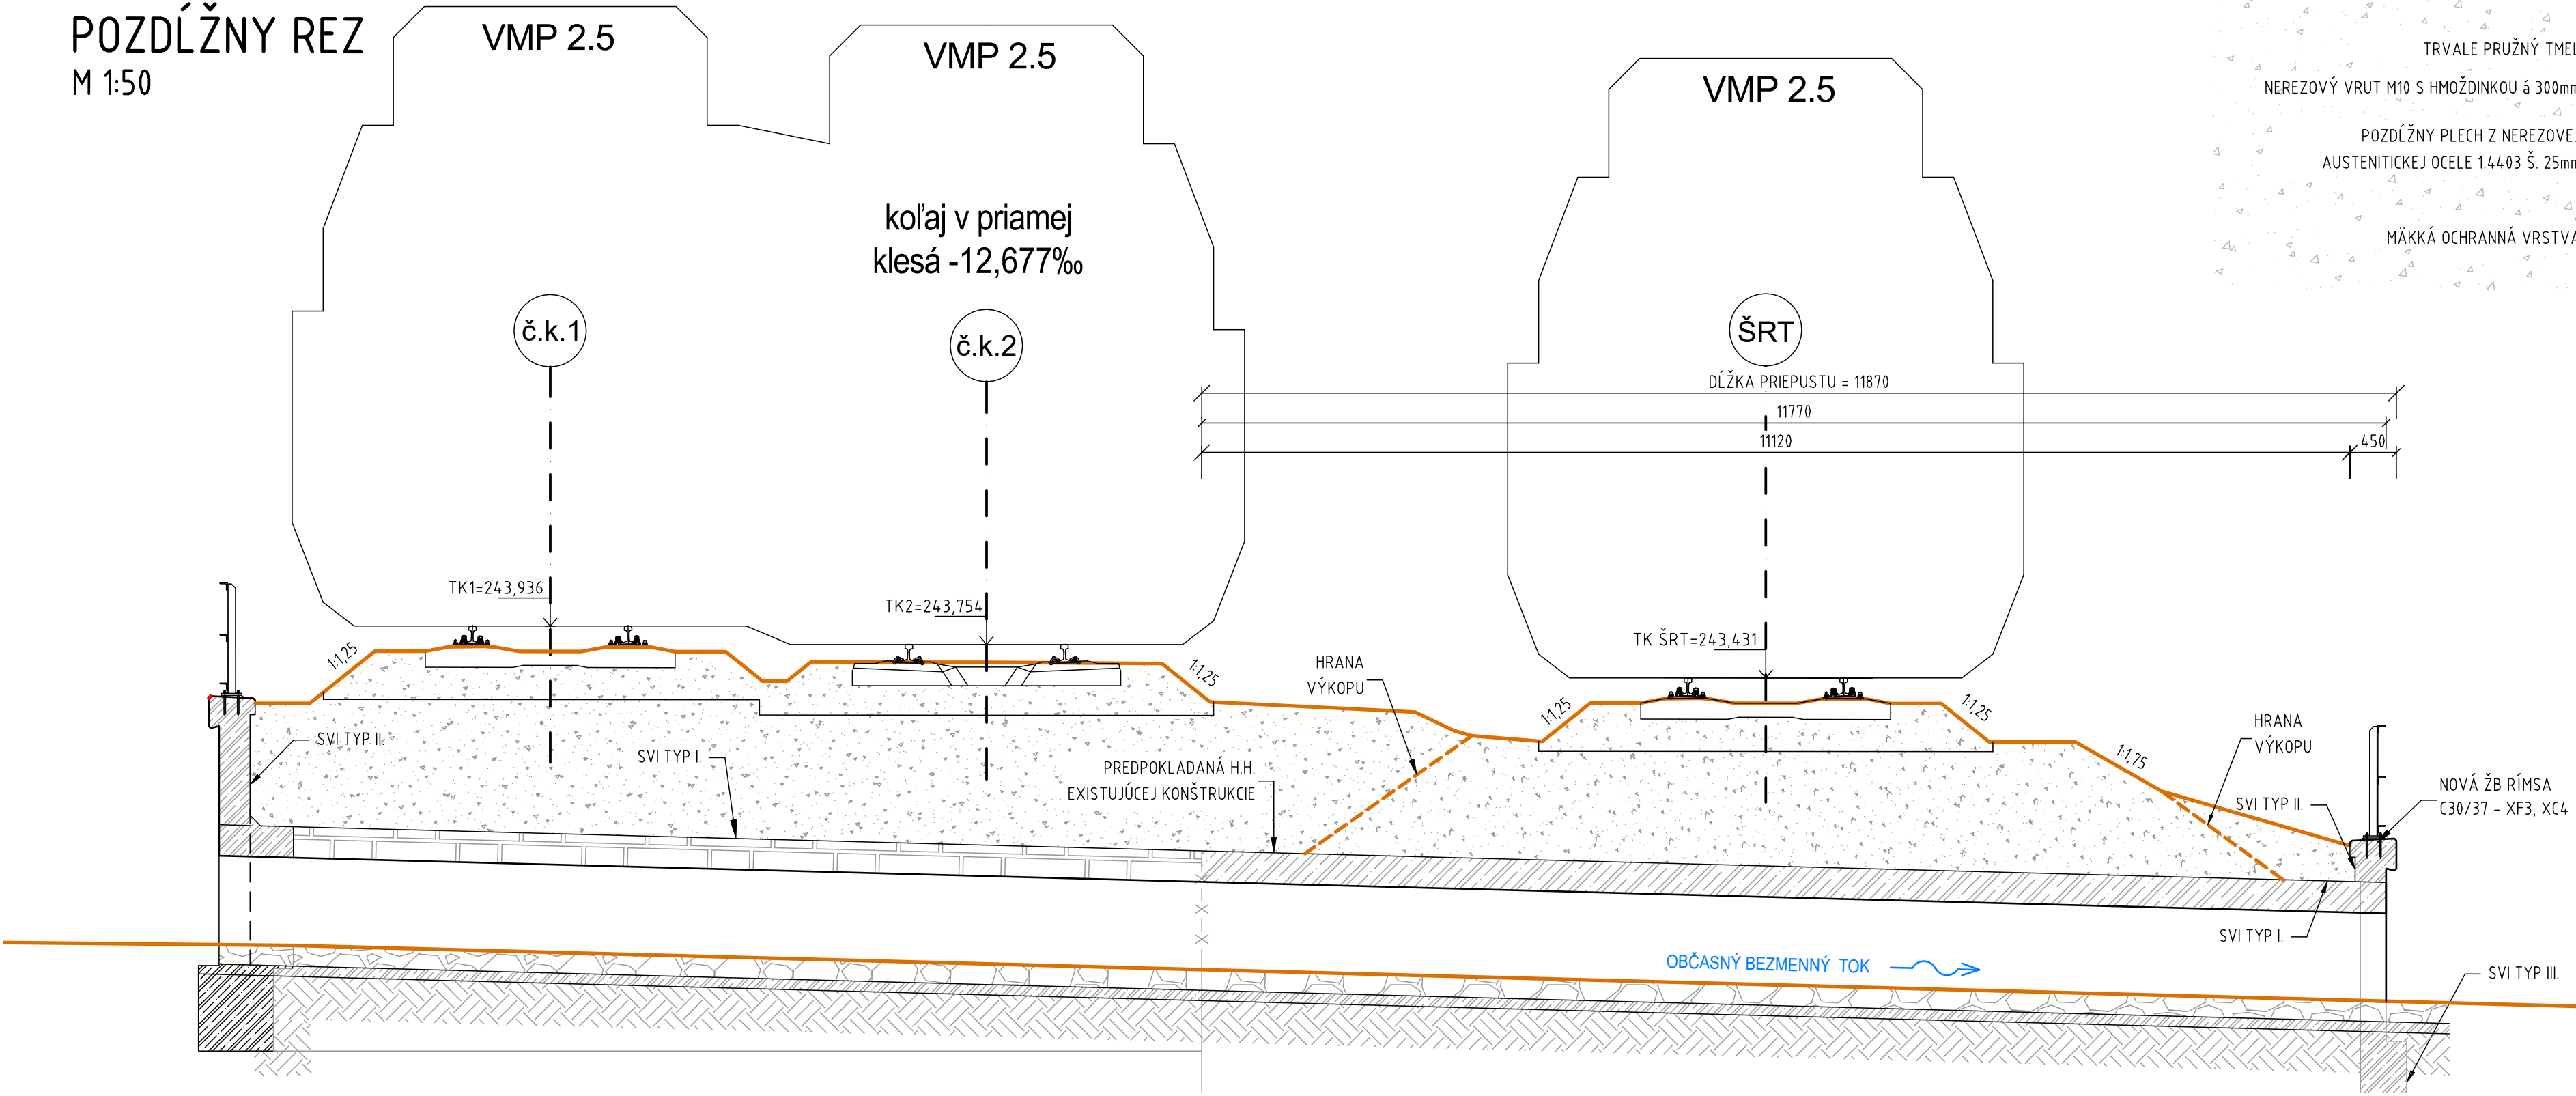 POZDĹŽNY REZ
M 1:50
VMP 2.5
VMP 2.5
VMP 2.5
TRVALE PRUŽNÝ TMEL
NEREZOVÝ VRUT M10 S HMOŽDINKOU á 300mm
POZDĹŽNY PLECH Z NEREZOVEJ
AUSTENITICKEJ OCELE 1.4403 Š. 25mm
MÄKKÁ OCHRANNÁ VRSTVA
koľaj v priamej
klesá -12,677‰
č.k.1
č.k.2
ŠRT
DĹŽKA PRIEPUSTU = 11870
11770
11120
450
TK1=243,936
TK2=243,754
TK ŠRT=243,431
1:1,25
1:1,25
1:1,25
1:1,25
1:1,75
HRANA
VÝKOPU
HRANA
VÝKOPU
SVI TYP II.
SVI TYP I.
PREDPOKLADANÁ H.H.
EXISTUJÚCEJ KONŠTRUKCIE
SVI TYP II.
NOVÁ ŽB RÍMSA
C30/37 - XF3, XC4
SVI TYP I.
OBČASNÝ BEZMENNÝ TOK
SVI TYP III.